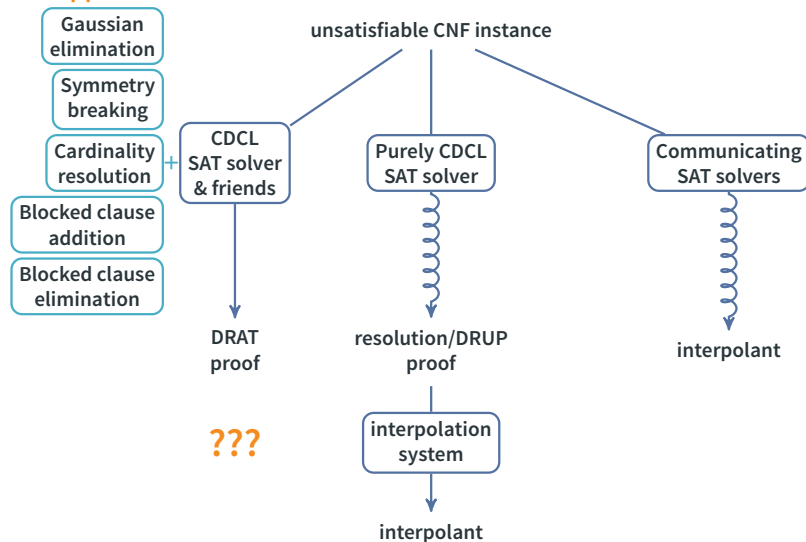 Gaussian
elimination
unsatisfiable CNF instance
Symmetry
breaking
Cardinality
resolution
+
CDCL
SAT solver
& friends
Purely CDCL
SAT solver
Communicating
SAT solvers
Blocked clause
addition
Blocked clause
elimination
DRAT
proof
resolution/DRUP
proof
interpolant
???
interpolation
system
interpolant